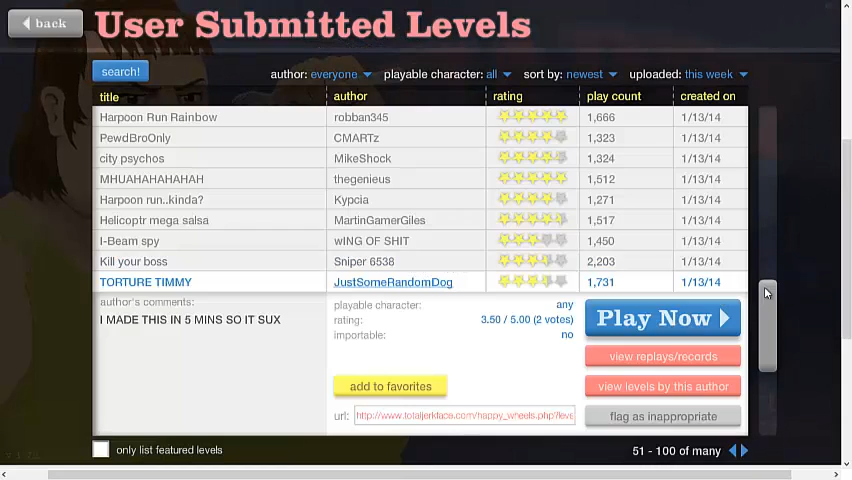 back
User Submitted Levels
search!
author: everyone playable character: all sort by: newest uploaded: this week
title author rating play count created on
Harpoon Run Rainbow robban345 1,666 1/13/14
PewdBroOnly CMARTz 1,323 1/13/14
city psychos MikeShock 1,324 1/13/14
MHUAHAHAHAH thegenieus 1,512 1/13/14
Harpoon run..kinda? Kypcia 1,271 1/13/14
Helicoptr mega salsa MartinGamerGiles 1,517 1/13/14
I-Beam spy wING OF SHIT 1,450 1/13/14
Kill your boss Sniper 6538 2,203 1/13/14
TORTURE TIMMY JustSomeRandomDog 1,731 1/13/14
author's comments:
I MADE THIS IN 5 MINS SO IT SUX
playable character: any
rating: 3.50 / 5.00 (2 votes)
importable: no
Play Now
view replays/records
add to favorites
view levels by this author
url: http://www.totaljerkface.com/happy_wheels.php?leve
flag as inappropriate
only list featured levels
51 - 100 of many